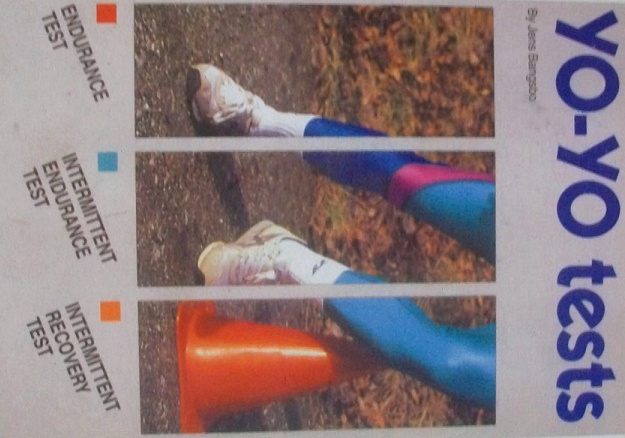 YO-YO tests
By Jens Bangsbo
ENDURANCE
TEST
INTERMITTENT
ENDURANCE
TEST
INTERMITTENT
RECOVERY
TEST